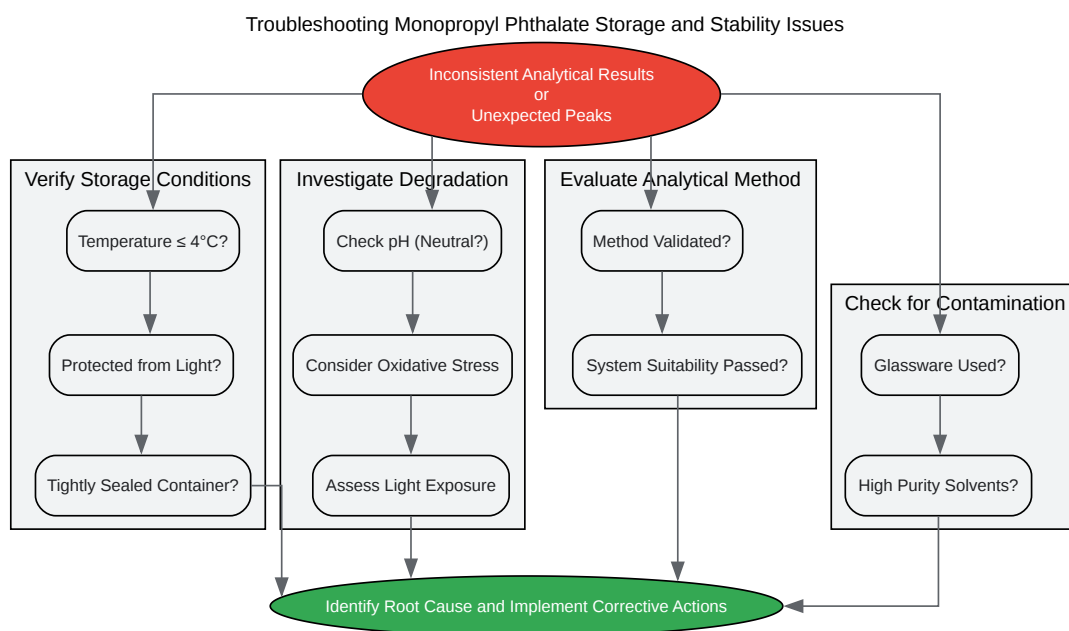 Troubleshooting Monopropyl Phthalate Storage and Stability Issues
Inconsistent Analytical Results
or
Unexpected Peaks
Verify Storage Conditions
Temperature ≤ 4°C?
Protected from Light?
Tightly Sealed Container?
Investigate Degradation
Check pH (Neutral?)
Consider Oxidative Stress
Assess Light Exposure
Evaluate Analytical Method
Method Validated?
System Suitability Passed?
Check for Contamination
Glassware Used?
High Purity Solvents?
Identify Root Cause and Implement Corrective Actions